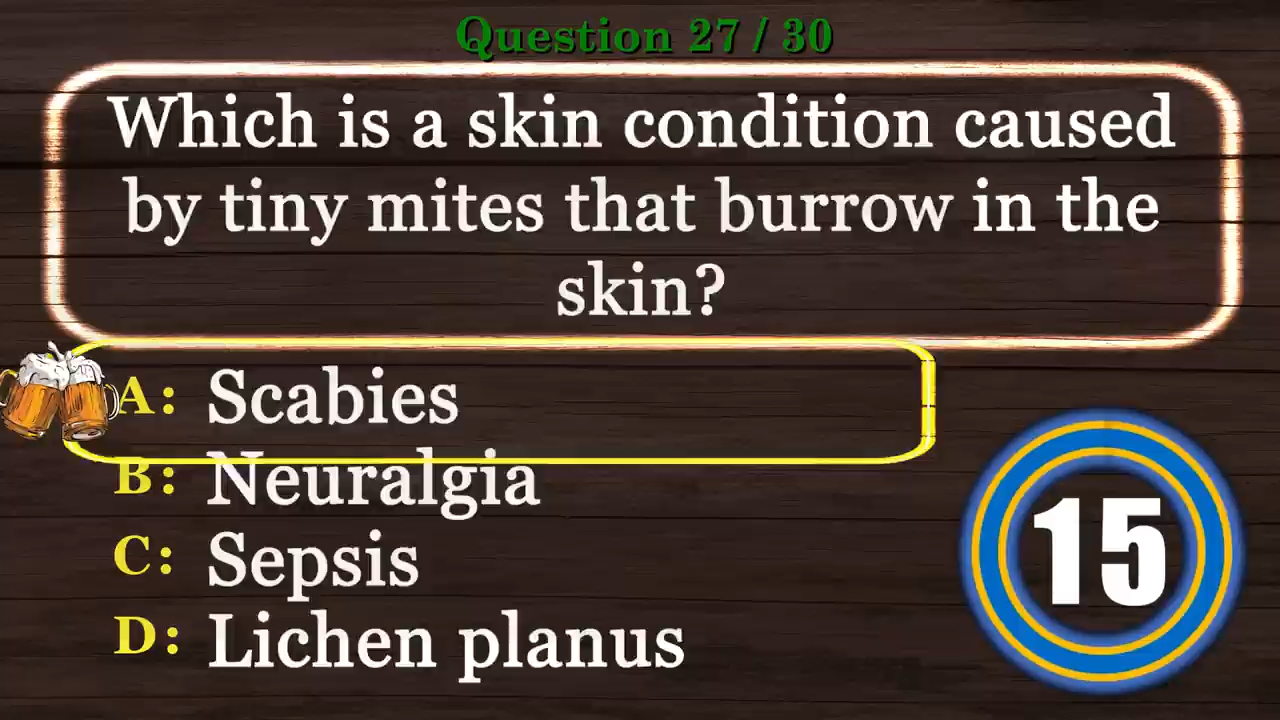 Question 27 / 30
Which is a skin condition caused
by tiny mites that burrow in the
skin?
A: Scabies
B: Neuralgia
C: Sepsis
D: Lichen planus
15